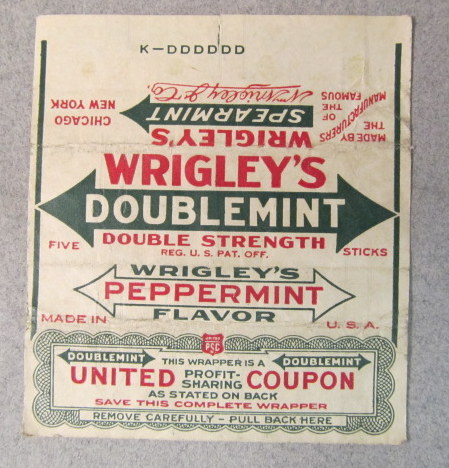 K-DDDDDD
MADE BY
THE
MANUFACTURERS
OF
THE
FAMOUS
WRIGLEY'S
SPEARMINT
Wm Wrigley Jr. Co.
CHICAGO
NEW YORK
WRIGLEY'S
DOUBLEMINT
FIVE DOUBLE STRENGTH STICKS
REG. U. S. PAT. OFF.
WRIGLEY'S
PEPPERMINT
FLAVOR
MADE IN U. S. A.
UNITED
PSC
DOUBLEMINT THIS WRAPPER IS A DOUBLEMINT
UNITED PROFIT-SHARING COUPON
AS STATED ON BACK
SAVE THIS COMPLETE WRAPPER
REMOVE CAREFULLY - PULL BACK HERE